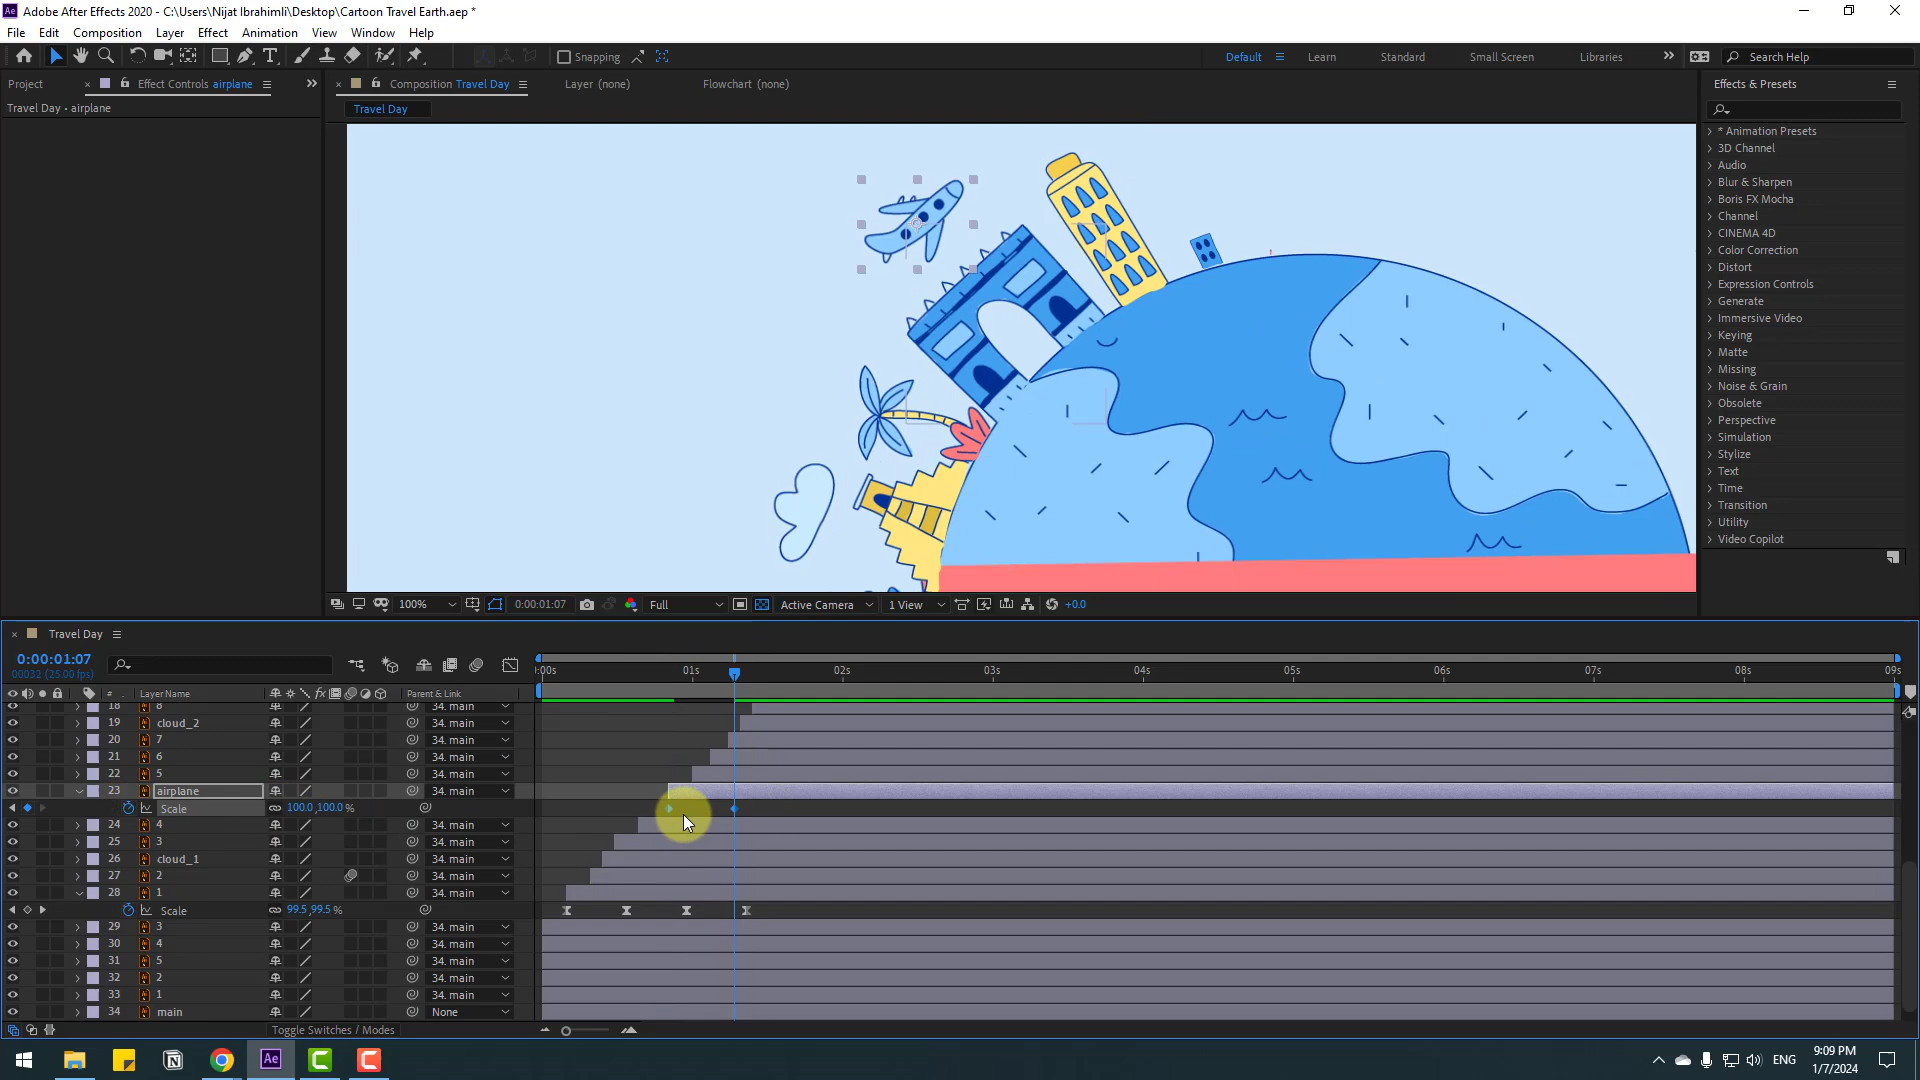 Adobe After Effects 2020 - C:\Users\Nijat Ibrahimli\Desktop\Cartoon Travel Earth.aep *
File Edit Composition Layer Effect Animation View Window Help
Snapping Default Learn Standard Small Screen Libraries Search Help
Project Effect Controls airplane Composition Travel Day Layer (none) Flowchart (none) Effects & Presets
Travel Day • airplane Travel Day
* Animation Presets
3D Channel
Audio
Blur & Sharpen
Boris FX Mocha
Channel
CINEMA 4D
Color Correction
Distort
Expression Controls
Generate
Immersive Video
Keying
Matte
Missing
Noise & Grain
Obsolete
Perspective
Simulation
Stylize
Text
Time
Transition
Utility
Video Copilot
100% 0:00:01:07 Full Active Camera 1 View +0.0
Travel Day
0:00:01:07
00032 (25.00 fps)
:00s 01s 02s 03s 04s 05s 06s 07s 08s 09s
# Layer Name Parent & Link
18 8 34. main
19 cloud_2 34. main
20 7 34. main
21 6 34. main
22 5 34. main
23 airplane 34. main
Scale 100.0,100.0 %
24 4 34. main
25 3 34. main
26 cloud_1 34. main
27 2 34. main
28 1 34. main
Scale 99.5,99.5 %
29 3 34. main
30 4 34. main
31 5 34. main
32 2 34. main
33 1 34. main
34 main None
Toggle Switches / Modes
ENG 9:09 PM
1/7/2024